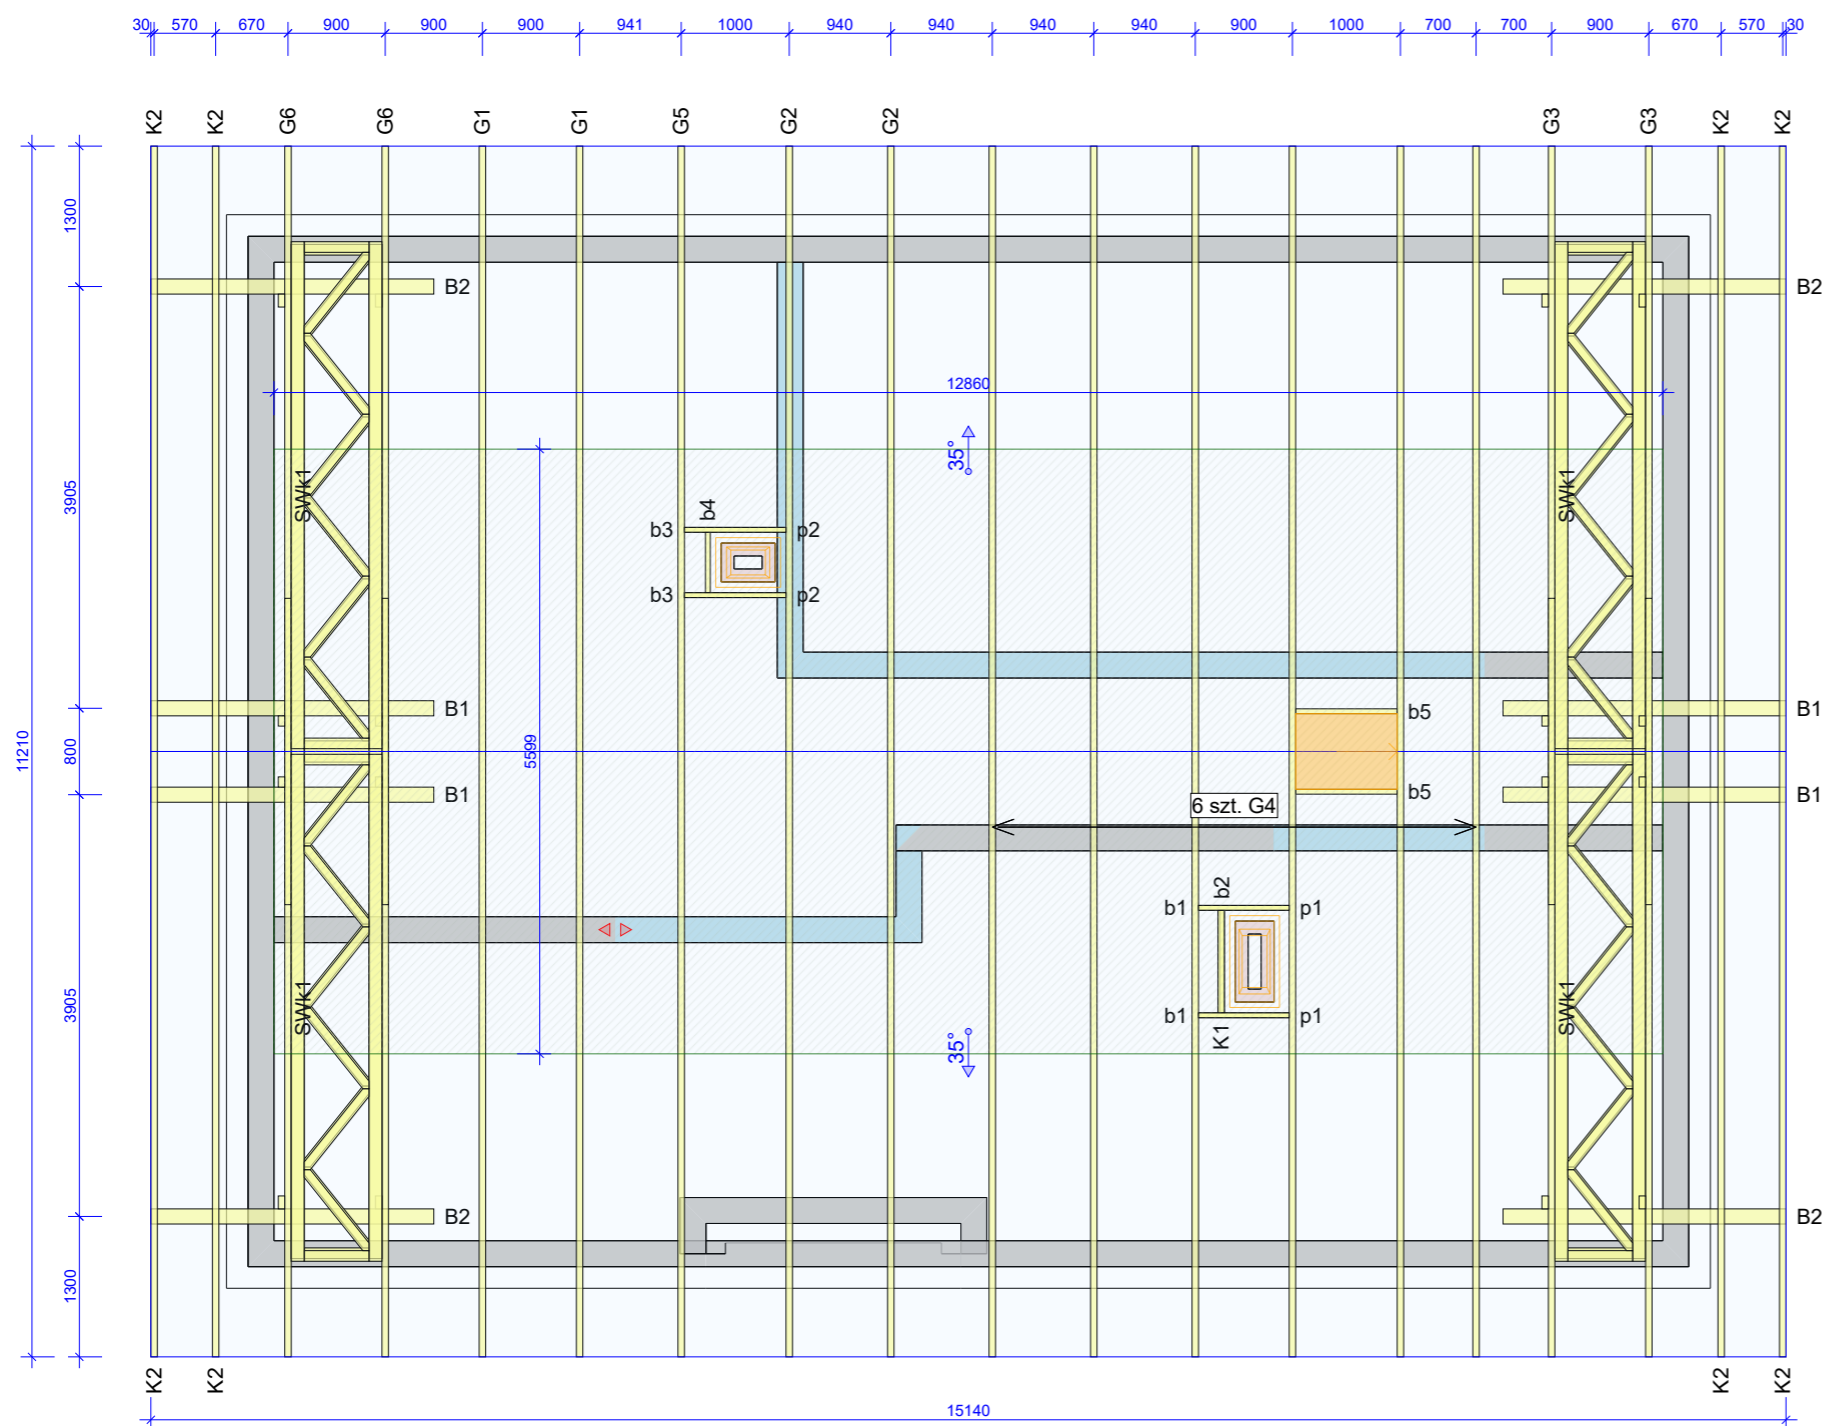 30 570 670 900 900 900 941 1000 940 940 940 940 900 1000 700 700 900 670 570 30
K2 K2 G6 G6 G1 G1 G5 G2 G2 G3 G3 K2 K2
1300
B2 B2
12860
35°
3905
SWk1 SWk1
b4
b3 p2
b3 p2
B1 b5 B1
11210
800
5599
B1 b5 B1
6 szt. G4
b2
b1 p1
3905
SWk1 SWk1
b1 p1
K1
35°
B2 B2
1300
K2 K2 K2 K2
15140